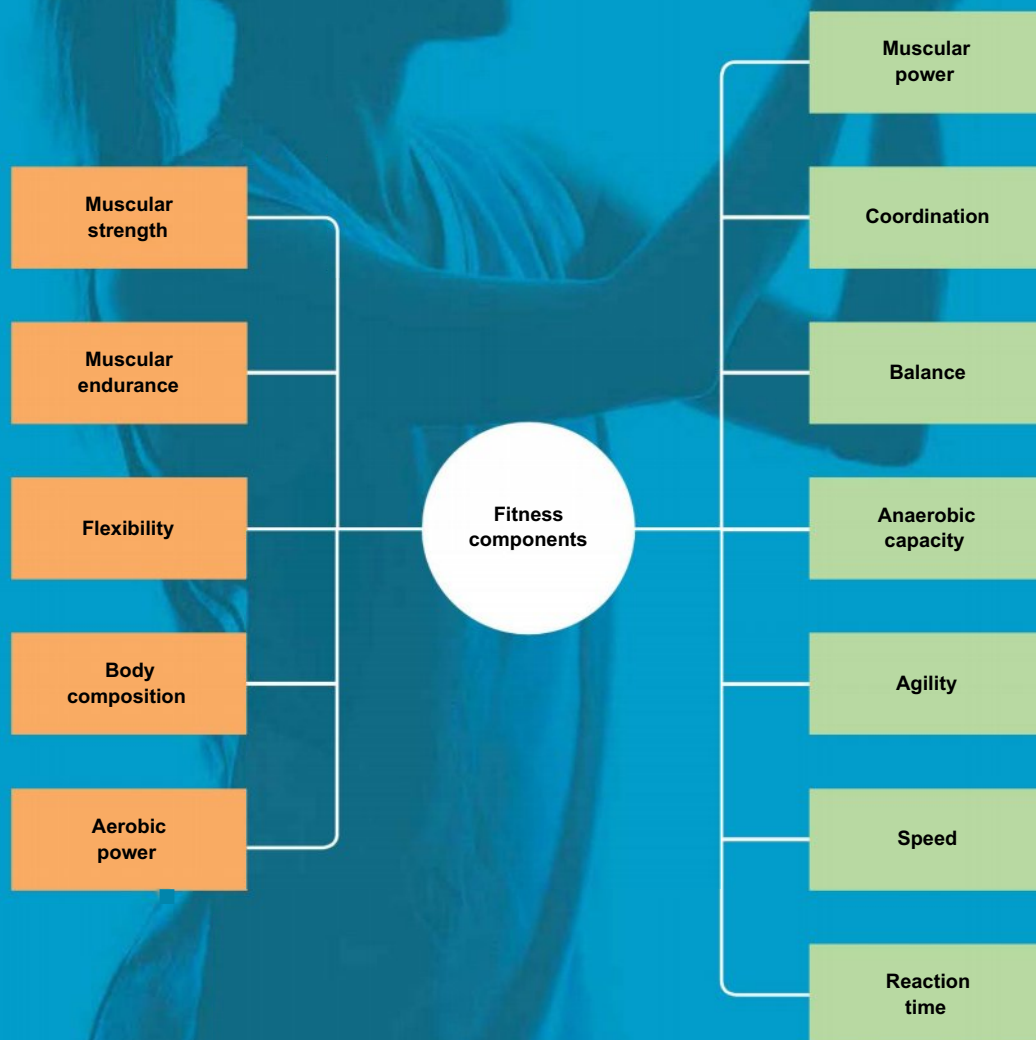 Muscular
strength
Muscular
endurance
Flexibility
Body
composition
Aerobic
power
Fitness
components
Muscular
power
Coordination
Balance
Anaerobic
capacity
Agility
Speed
Reaction
time